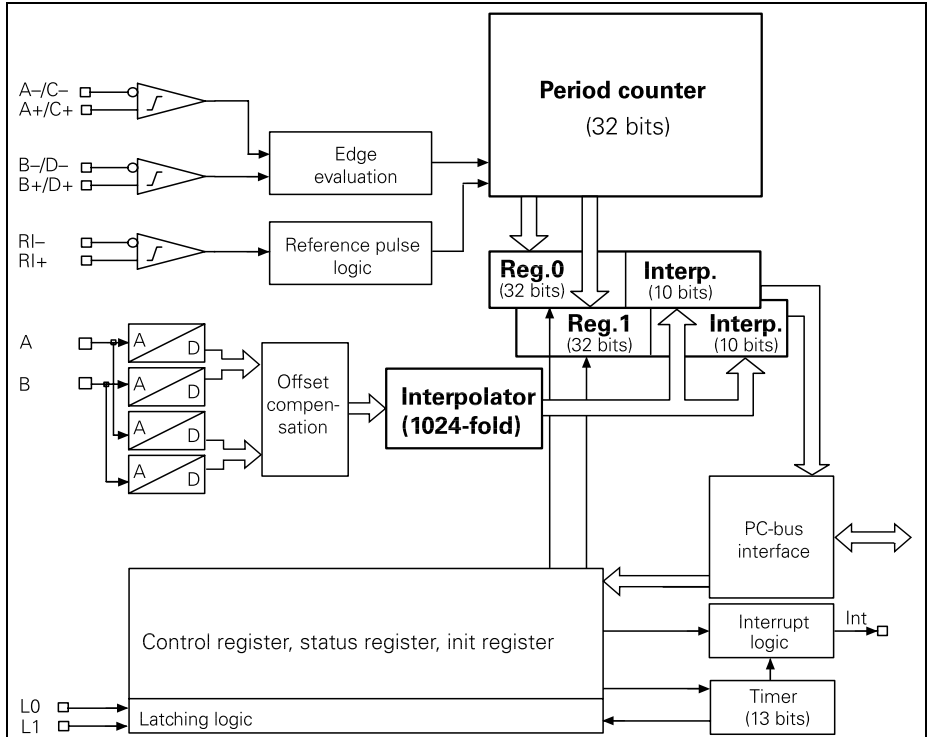 A–/C–
A+/C+
B–/D–
B+/D+
RI–
RI+
Edge
evaluation
Reference pulse
logic
Period counter
(32 bits)
Reg.0
(32 bits)
Interp.
(10 bits)
Reg.1
(32 bits)
Interp.
(10 bits)
A
B
A
D
A
D
A
D
A
D
Offset
compen-
sation
Interpolator
(1024-fold)
PC-bus
interface
Control register, status register, init register
Interrupt
logic
Int
L0
L1
Latching logic
Timer
(13 bits)